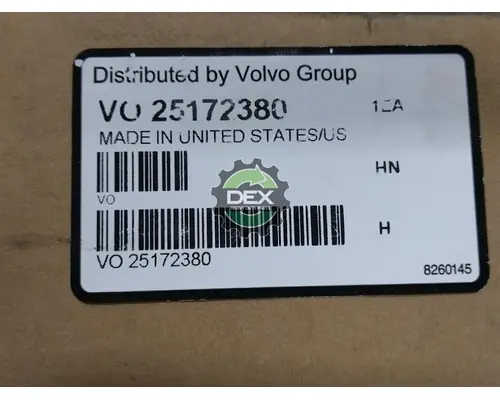 Distributed by Volvo Group
VO 25172380 1EA
MADE IN UNITED STATES/US
HN
VO
DEX
H
VO 25172380
8260145